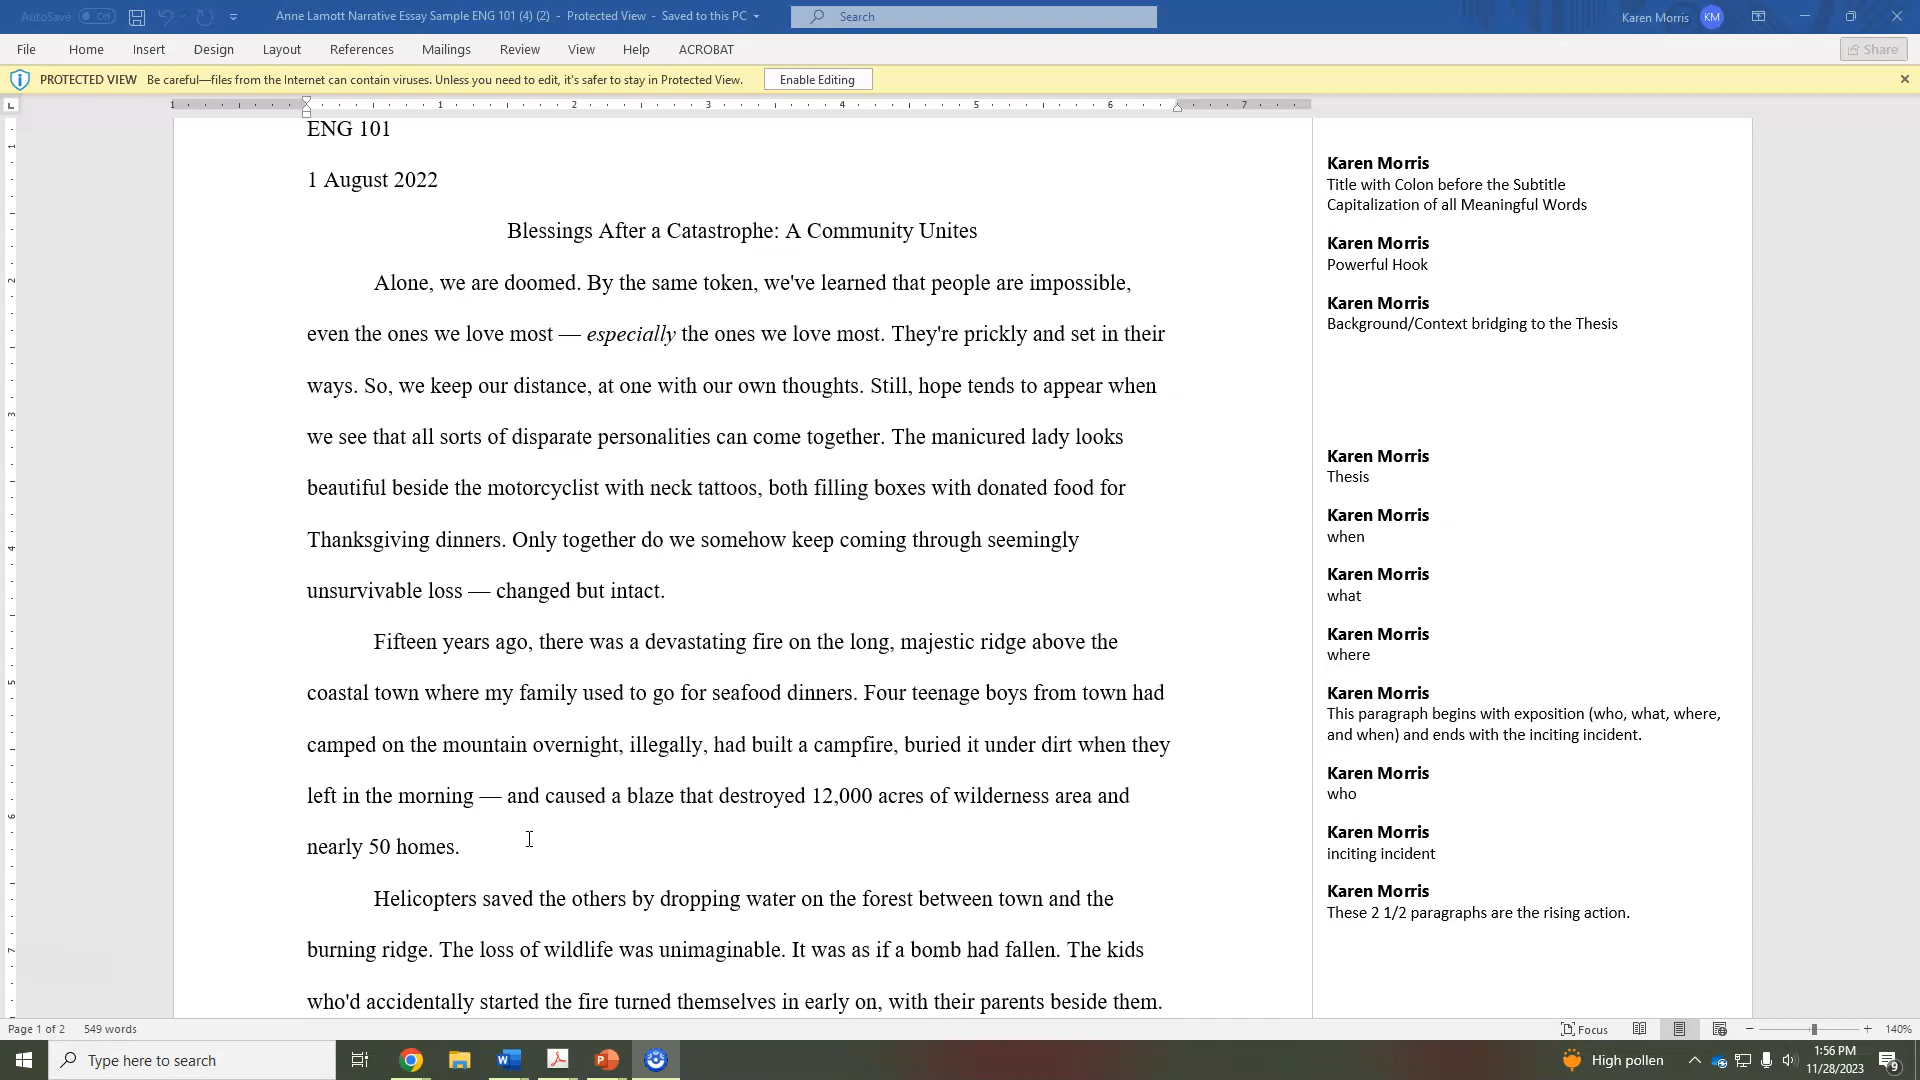 AutoSave Off
Anne Lamott Narrative Essay Sample ENG 101 (4) (2) - Protected View - Saved to this PC
Search
Karen Morris KM
File Home Insert Design Layout References Mailings Review View Help ACROBAT Share
PROTECTED VIEW Be careful—files from the Internet can contain viruses. Unless you need to edit, it's safer to stay in Protected View. Enable Editing
1 1 2 3 4 5 6 7
ENG 101
1 August 2022
Blessings After a Catastrophe: A Community Unites
Alone, we are doomed. By the same token, we've learned that people are impossible,
even the ones we love most — especially the ones we love most. They're prickly and set in their
ways. So, we keep our distance, at one with our own thoughts. Still, hope tends to appear when
we see that all sorts of disparate personalities can come together. The manicured lady looks
beautiful beside the motorcyclist with neck tattoos, both filling boxes with donated food for
Thanksgiving dinners. Only together do we somehow keep coming through seemingly
unsurvivable loss — changed but intact.
Fifteen years ago, there was a devastating fire on the long, majestic ridge above the
coastal town where my family used to go for seafood dinners. Four teenage boys from town had
camped on the mountain overnight, illegally, had built a campfire, buried it under dirt when they
left in the morning — and caused a blaze that destroyed 12,000 acres of wilderness area and
nearly 50 homes.
Helicopters saved the others by dropping water on the forest between town and the
burning ridge. The loss of wildlife was unimaginable. It was as if a bomb had fallen. The kids
who'd accidentally started the fire turned themselves in early on, with their parents beside them.
Karen Morris
Title with Colon before the Subtitle
Capitalization of all Meaningful Words
Karen Morris
Powerful Hook
Karen Morris
Background/Context bridging to the Thesis
Karen Morris
Thesis
Karen Morris
when
Karen Morris
what
Karen Morris
where
Karen Morris
This paragraph begins with exposition (who, what, where,
and when) and ends with the inciting incident.
Karen Morris
who
Karen Morris
inciting incident
Karen Morris
These 2 1/2 paragraphs are the rising action.
1
2
3
4
5
6
7
Page 1 of 2 549 words
Focus
140%
Type here to search
High pollen
1:56 PM
11/28/2023
9